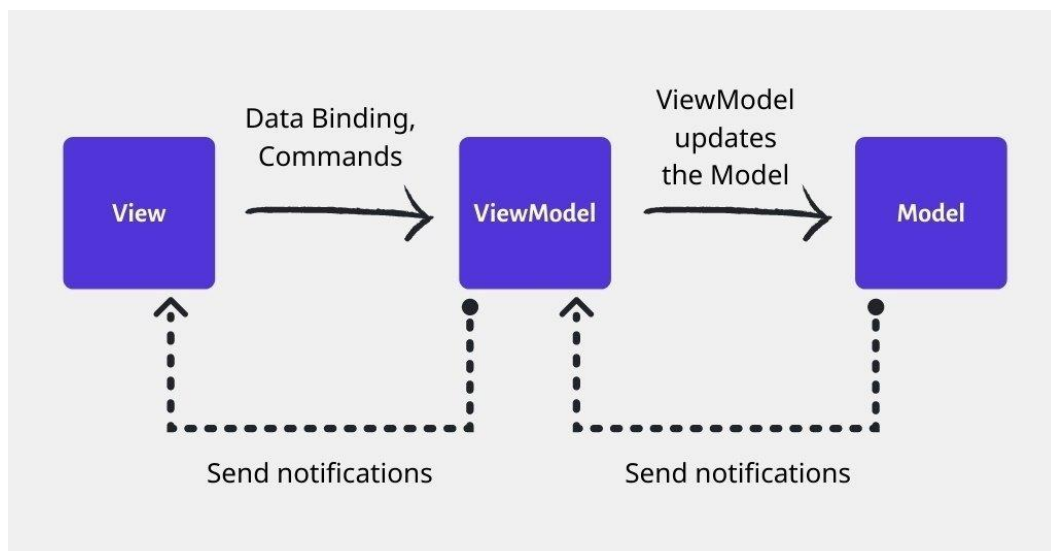 Data Binding,
Commands
ViewModel
updates
the Model
View
ViewModel
Model
Send notifications
Send notifications